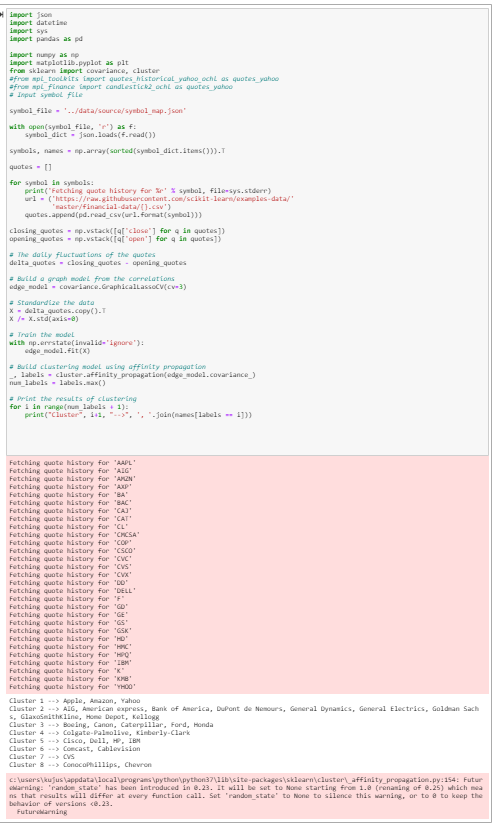 import json
import datetime
import sys
import pandas as pd
import numpy as np
import matplotlib.pyplot as plt
from sklearn import covariance, cluster
#from mpl_toolkits import quotes_historical_yahoo_ochl as quotes_yahoo
#from mpl_finance import candlestick2_ochl as quotes_yahoo
# Input symbol file
symbol_file = '../data/source/symbol_map.json'
with open(symbol_file, 'r') as f:
    symbol_dict = json.loads(f.read())
symbols, names = np.array(sorted(symbol_dict.items())).T
quotes = []
for symbol in symbols:
    print('Fetching quote history for %r' % symbol, file=sys.stderr)
    url = ('https://raw.githubusercontent.com/scikit-learn/examples-data/'
           'master/financial-data/{}.csv')
    quotes.append(pd.read_csv(url.format(symbol)))
closing_quotes = np.vstack([q['close'] for q in quotes])
opening_quotes = np.vstack([q['open'] for q in quotes])
# The daily fluctuations of the quotes
delta_quotes = closing_quotes - opening_quotes
# Build a graph model from the correlations
edge_model = covariance.GraphicalLassoCV(cv=3)
# Standardize the data
X = delta_quotes.copy().T
X /= X.std(axis=0)
# Train the model
with np.errstate(invalid='ignore'):
    edge_model.fit(X)
# Build clustering model using affinity propagation
_, labels = cluster.affinity_propagation(edge_model.covariance_)
num_labels = labels.max()
# Print the results of clustering
for i in range(num_labels + 1):
    print("Cluster", i+1, "-->", ', '.join(names[labels == i]))
Fetching quote history for 'AAPL'
Fetching quote history for 'AIG'
Fetching quote history for 'AMZN'
Fetching quote history for 'AXP'
Fetching quote history for 'BA'
Fetching quote history for 'BAC'
Fetching quote history for 'CAJ'
Fetching quote history for 'CAT'
Fetching quote history for 'CL'
Fetching quote history for 'CMCSA'
Fetching quote history for 'COP'
Fetching quote history for 'CSCO'
Fetching quote history for 'CVC'
Fetching quote history for 'CVS'
Fetching quote history for 'CVX'
Fetching quote history for 'DD'
Fetching quote history for 'DELL'
Fetching quote history for 'F'
Fetching quote history for 'GD'
Fetching quote history for 'GE'
Fetching quote history for 'GS'
Fetching quote history for 'GSK'
Fetching quote history for 'HD'
Fetching quote history for 'HMC'
Fetching quote history for 'HPQ'
Fetching quote history for 'IBM'
Fetching quote history for 'K'
Fetching quote history for 'KMB'
Fetching quote history for 'YHOO'
Cluster 1 --> Apple, Amazon, Yahoo
Cluster 2 --> AIG, American express, Bank of America, DuPont de Nemours, General Dynamics, General Electrics, Goldman Sach
s, GlaxoSmithKline, Home Depot, Kellogg
Cluster 3 --> Boeing, Canon, Caterpillar, Ford, Honda
Cluster 4 --> Colgate-Palmolive, Kimberly-Clark
Cluster 5 --> Cisco, Dell, HP, IBM
Cluster 6 --> Comcast, Cablevision
Cluster 7 --> CVS
Cluster 8 --> ConocoPhillips, Chevron
c:\users\kujus\appdata\local\programs\python\python37\lib\site-packages\sklearn\cluster\_affinity_propagation.py:154: Futur
eWarning: 'random_state' has been introduced in 0.23. It will be set to None starting from 1.0 (renaming of 0.25) which mea
ns that results will differ at every function call. Set 'random_state' to None to silence this warning, or to 0 to keep the
behavior of versions <0.23.
  FutureWarning